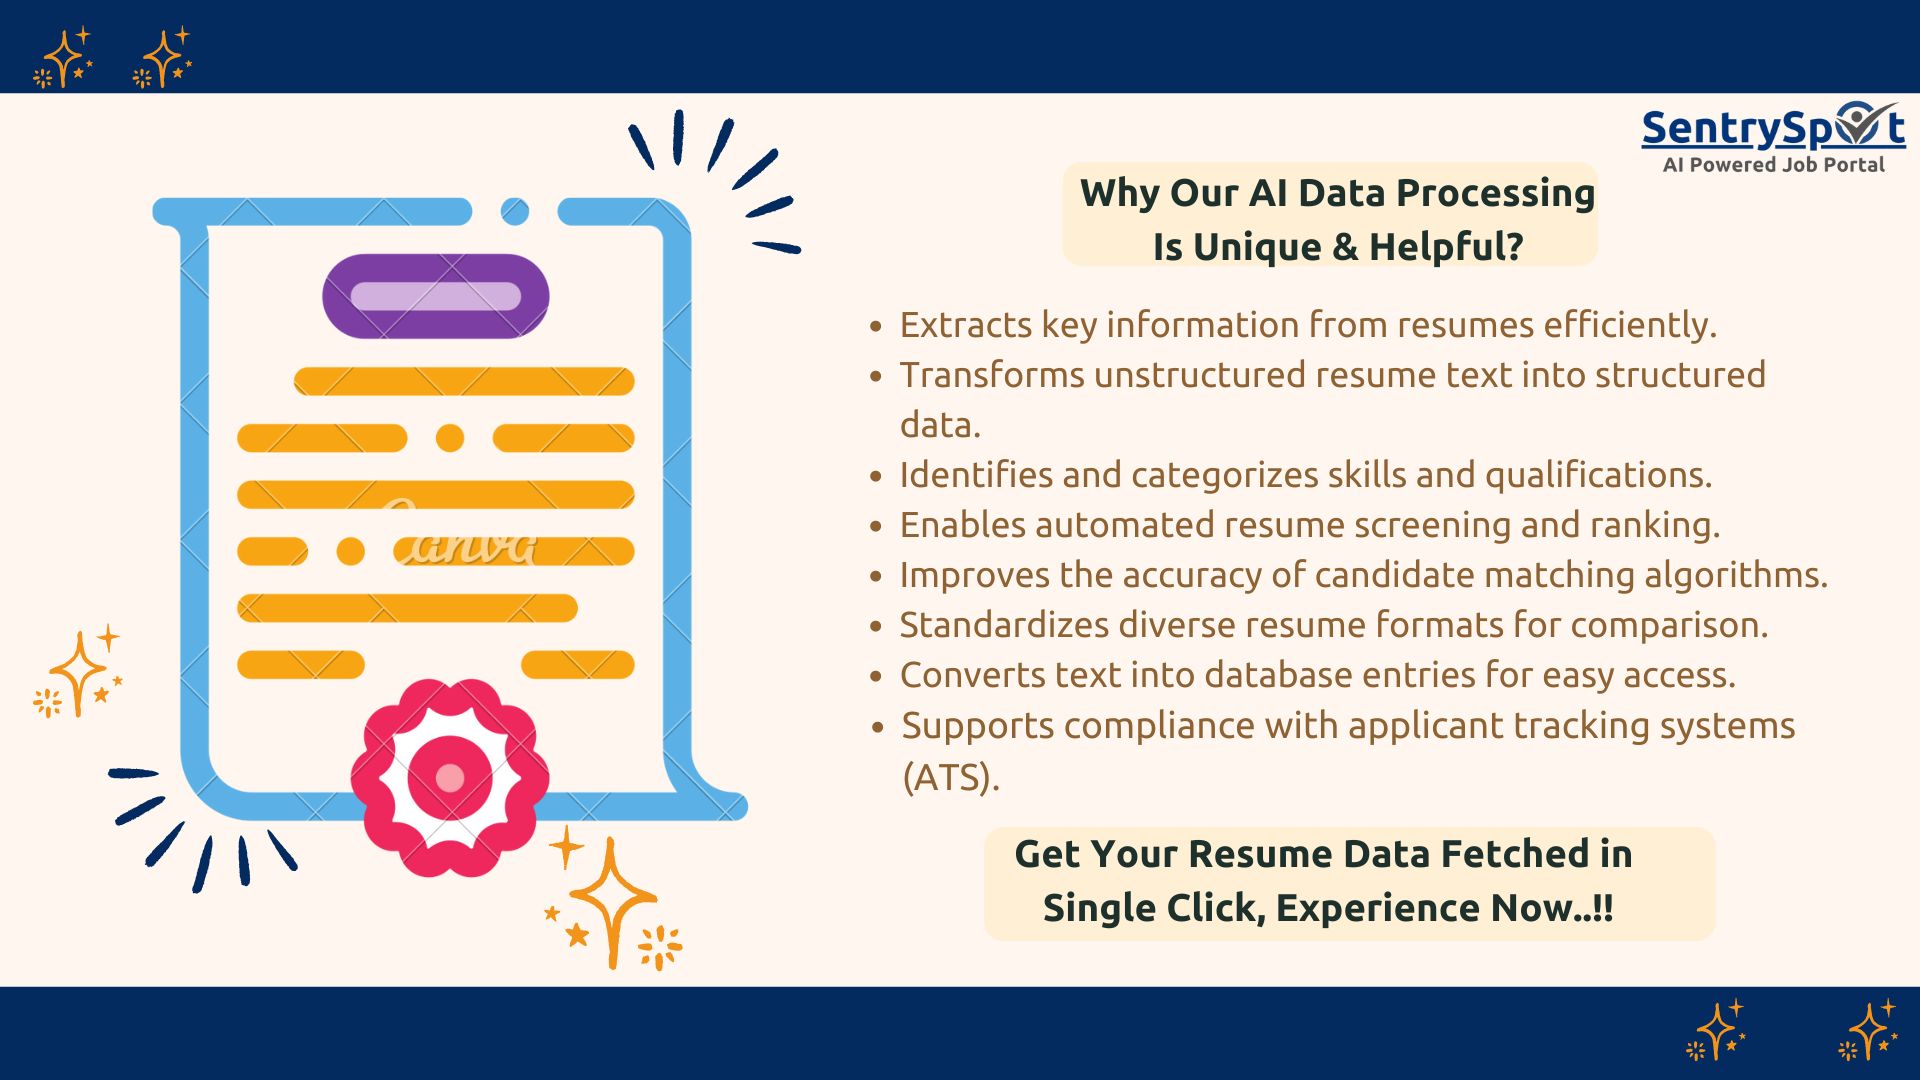 SentrySpot
AI Powered Job Portal
Why Our AI Data Processing
Is Unique & Helpful?
• Extracts key information from resumes efficiently.
• Transforms unstructured resume text into structured
data.
• Identifies and categorizes skills and qualifications.
• Enables automated resume screening and ranking.
• Improves the accuracy of candidate matching algorithms.
• Standardizes diverse resume formats for comparison.
• Converts text into database entries for easy access.
• Supports compliance with applicant tracking systems
(ATS).
Canva
Get Your Resume Data Fetched in
Single Click, Experience Now..!!